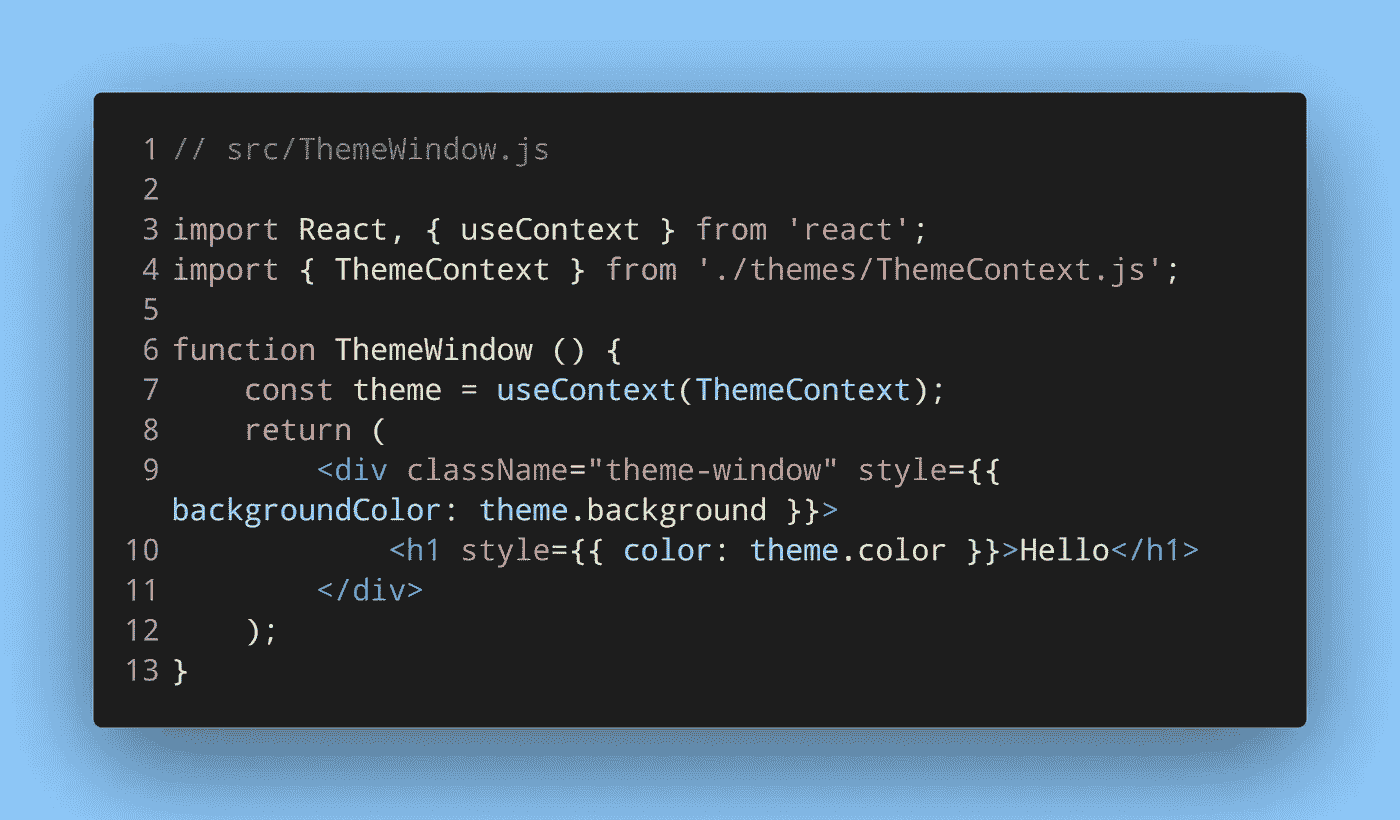 1 // src/ThemeWindow.js
2
3 import React, { useContext } from 'react';
4 import { ThemeContext } from './themes/ThemeContext.js';
5
6 function ThemeWindow () {
7     const theme = useContext(ThemeContext);
8     return (
9         <div className="theme-window" style={{
backgroundColor: theme.background }}>
10             <h1 style={{ color: theme.color }}>Hello</h1>
11         </div>
12     );
13 }